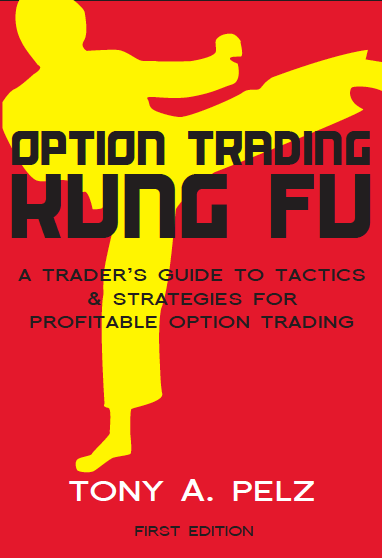 OPTION TRADING
KUNG FU
A TRADER'S GUIDE TO TACTICS
& STRATEGIES FOR
PROFITABLE OPTION TRADING
TONY A. PELZ
FIRST EDITION